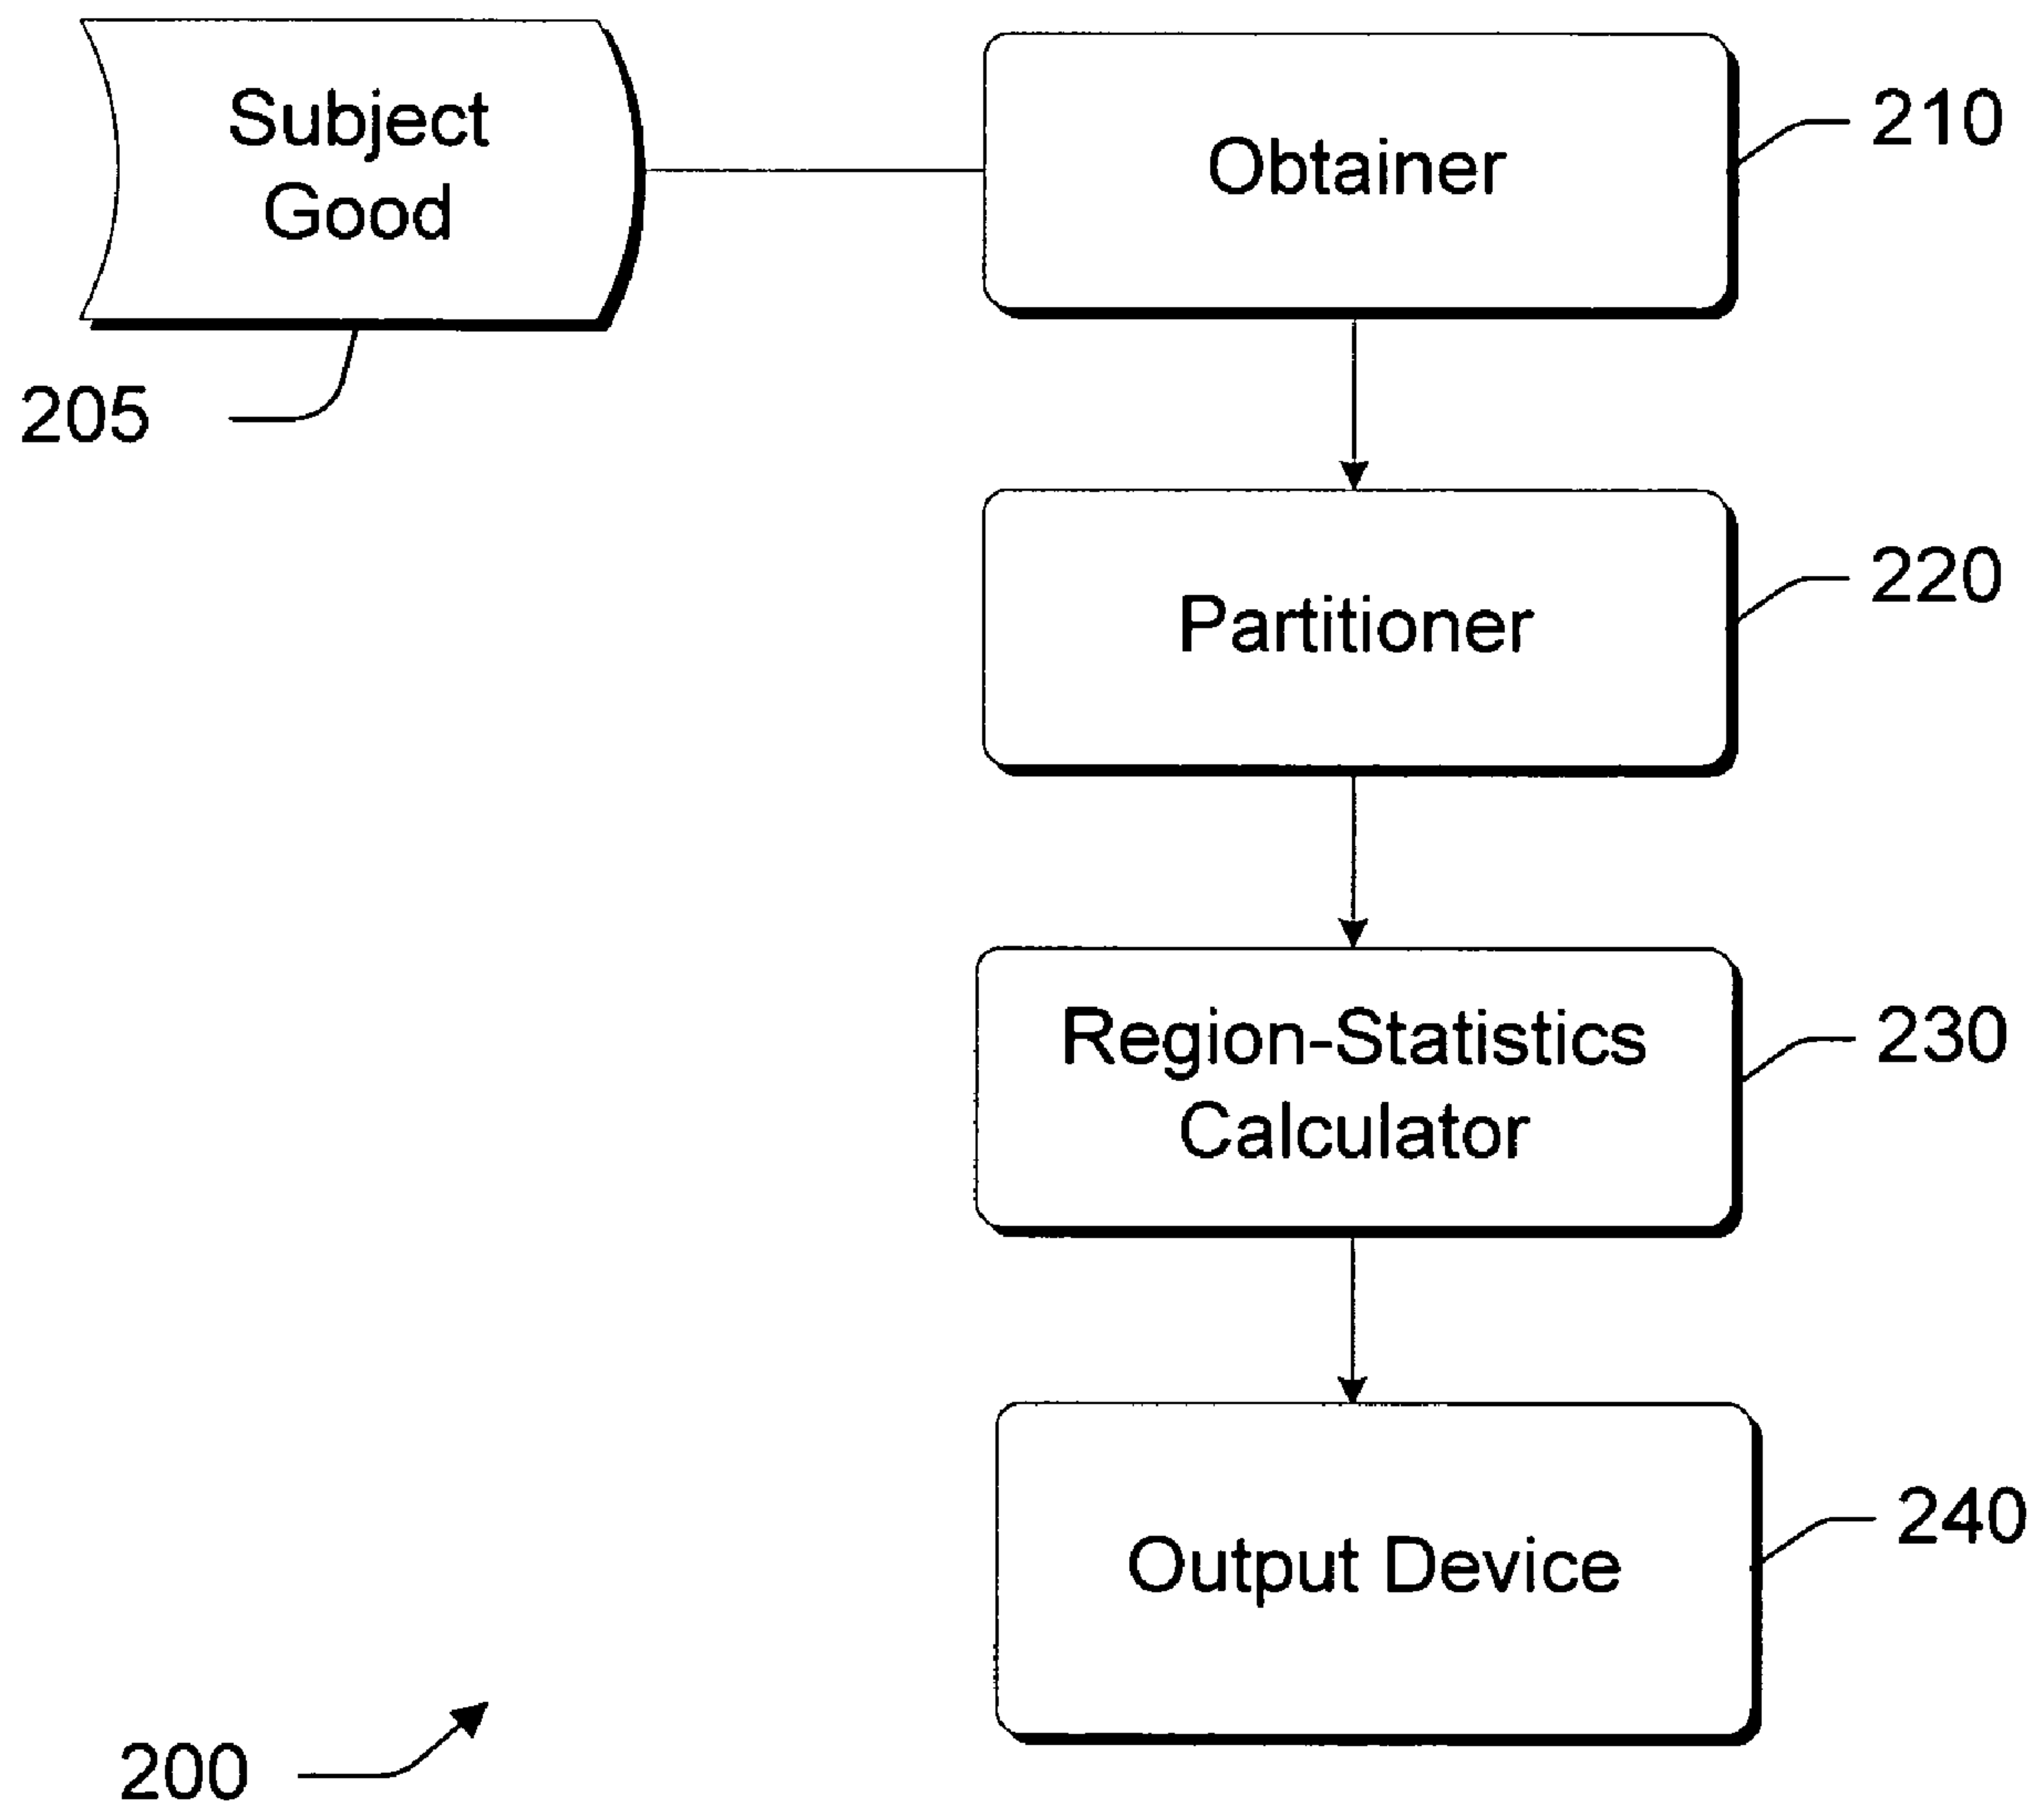 Subject
Good
205
Obtainer
210
Partitioner
220
Region-Statistics
Calculator
230
Output Device
240
200